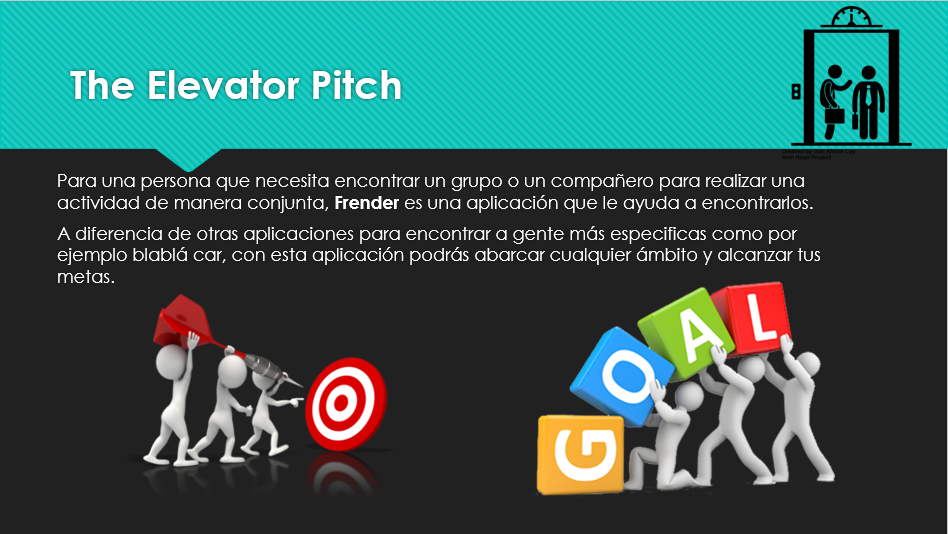 The Elevator Pitch
Para una persona que necesita encontrar un grupo o un compañero para realizar una
actividad de manera conjunta, Frender es una aplicación que le ayuda a encontrarlos.
A diferencia de otras aplicaciones para encontrar a gente más especificas como por
ejemplo blablá car, con esta aplicación podrás abarcar cualquier ámbito y alcanzar tus
metas.
G
O
A
L